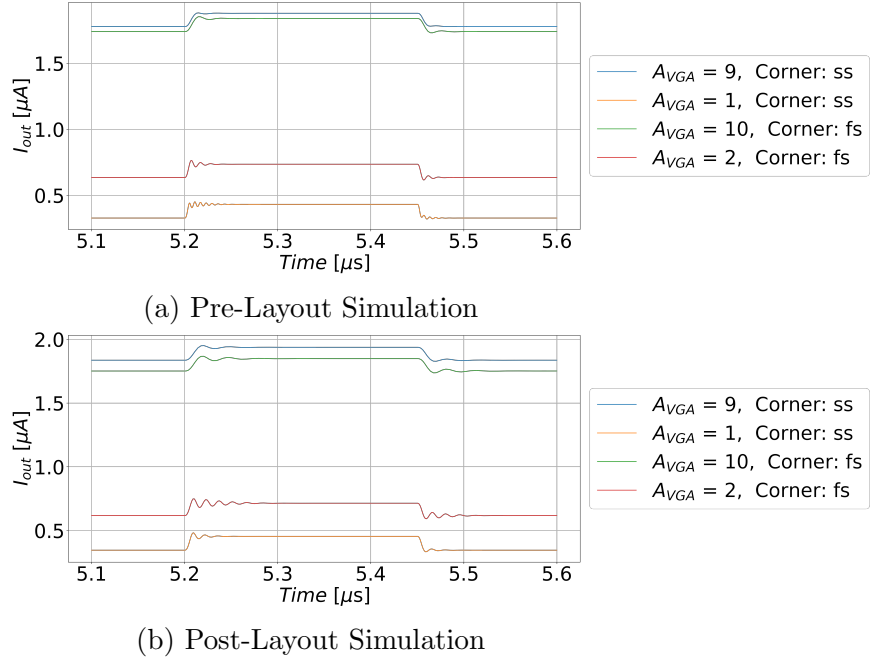 1.5
1.0
0.5
I_out [μA]
5.1 5.2 5.3 5.4 5.5 5.6
Time [μs]
A_VGA = 9, Corner: ss
A_VGA = 1, Corner: ss
A_VGA = 10, Corner: fs
A_VGA = 2, Corner: fs
(a) Pre-Layout Simulation
2.0
1.5
1.0
0.5
I_out [μA]
5.1 5.2 5.3 5.4 5.5 5.6
Time [μs]
A_VGA = 9, Corner: ss
A_VGA = 1, Corner: ss
A_VGA = 10, Corner: fs
A_VGA = 2, Corner: fs
(b) Post-Layout Simulation